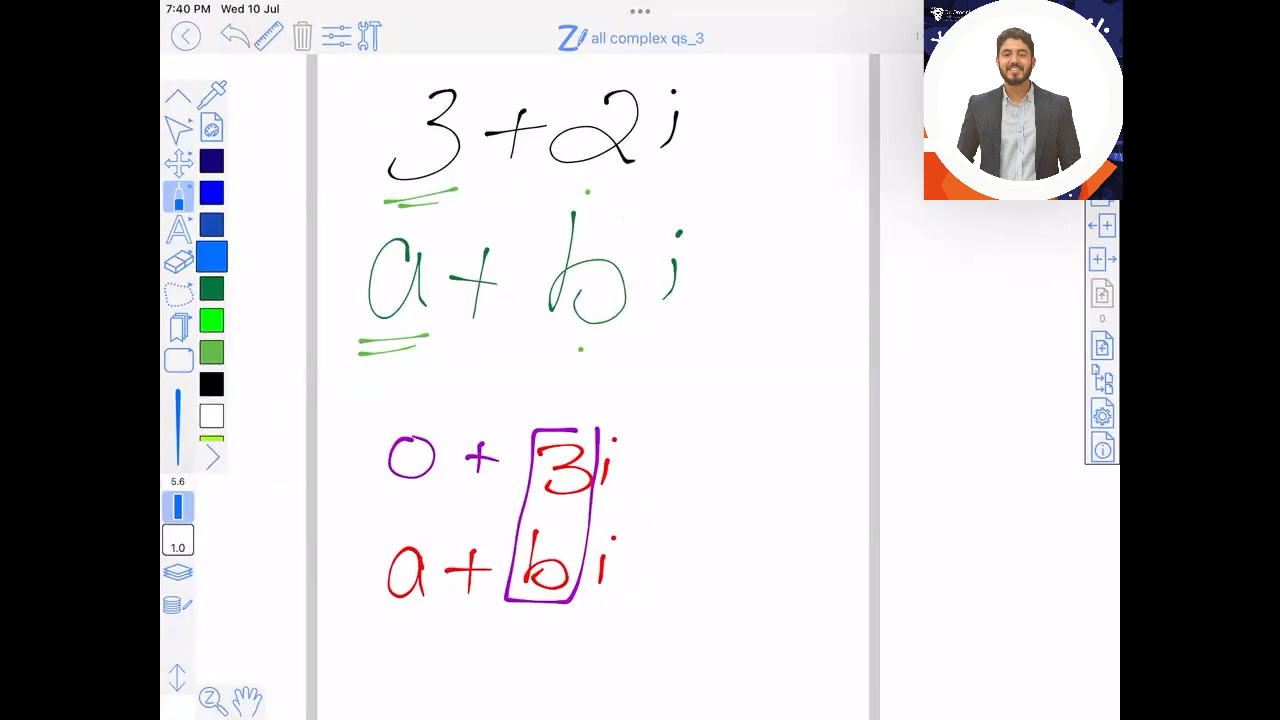 7:40 PM Wed 10 Jul
all complex qs_3
3 + 2i
a + bi
0 + 3i
a + bi
5.6
1.0
0